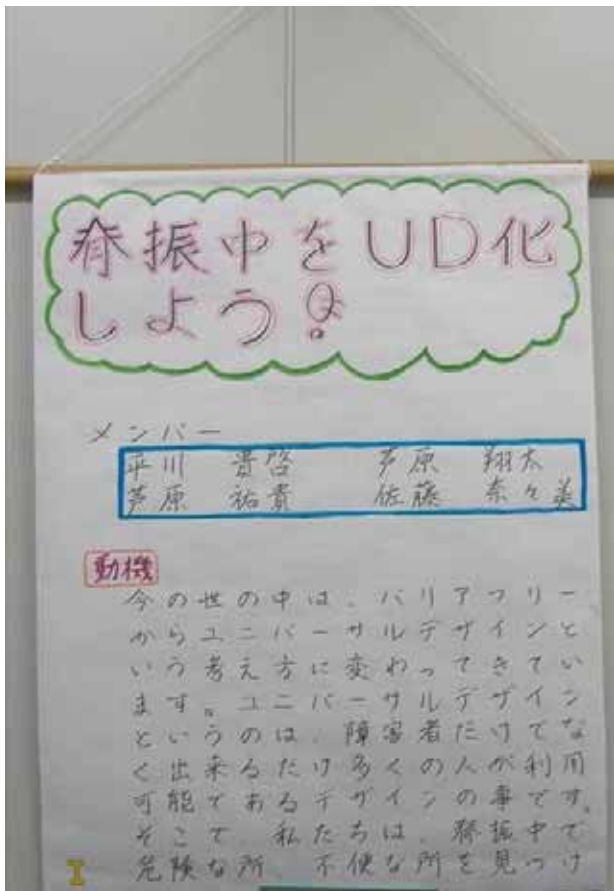 脊振中をUD化
しよう!
メンバー
平川 貴啓 芦原 翔太
芦原 祐貴 佐藤 奈々美
動機
今の世の中は、バリアフリー
からユニバーサルデザインと
いう考え方に変わってきてい
ます。ユニバーサルデザイン
というのは、障害者だけでな
く出来るだけ多くの人が利用
可能であるデザインの事です。
そこで 私たちは、脊振中で
危険な所、不便な所を見つけ
I